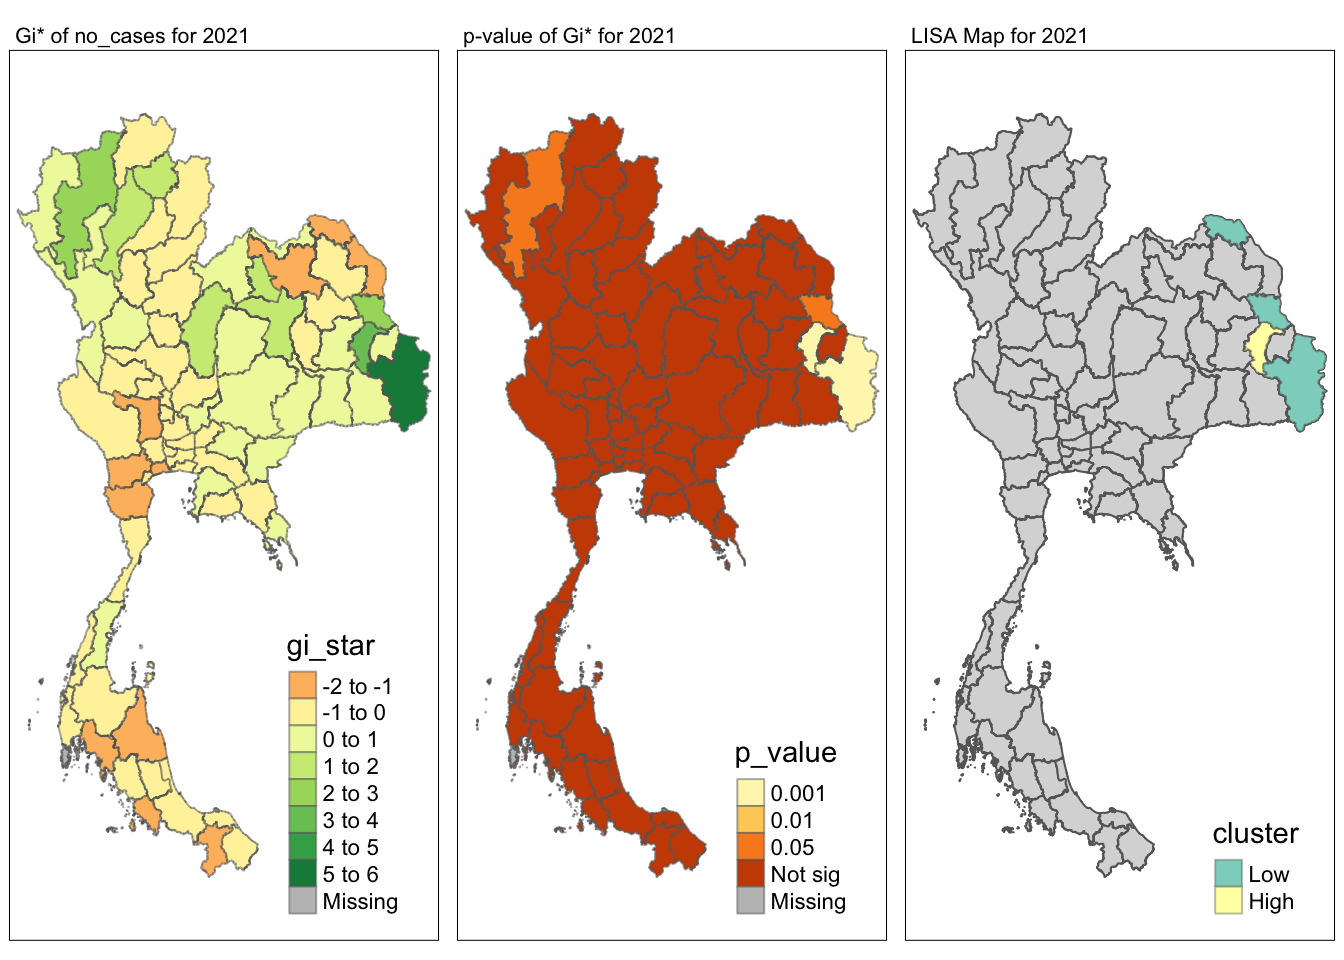 Gi* of no_cases for 2021
gi_star
-2 to -1
-1 to 0
0 to 1
1 to 2
2 to 3
3 to 4
4 to 5
5 to 6
Missing
p-value of Gi* for 2021
p_value
0.001
0.01
0.05
Not sig
Missing
LISA Map for 2021
cluster
Low
High